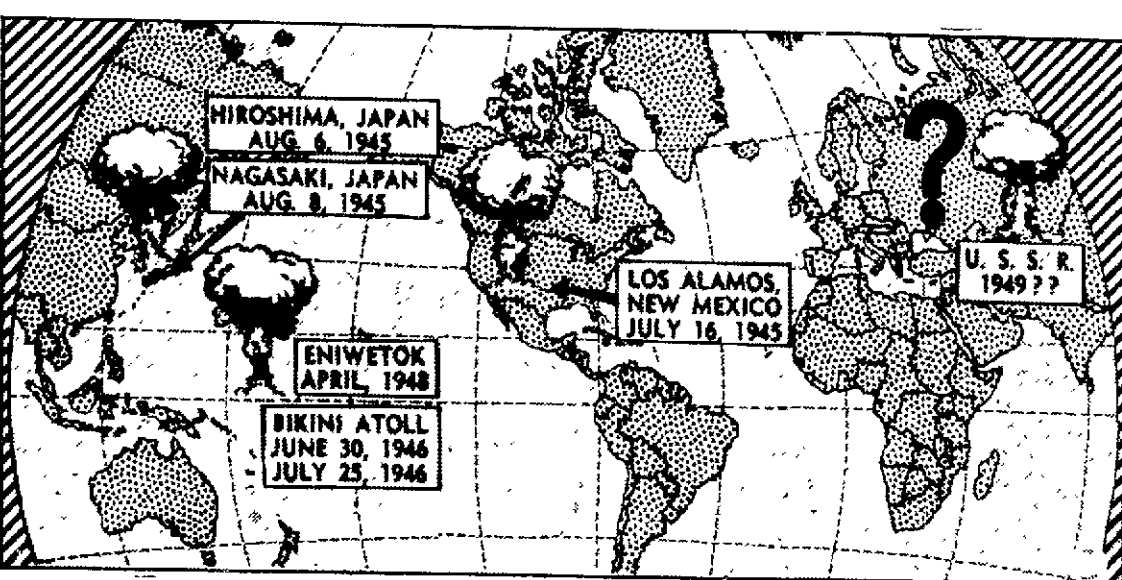 HIROSHIMA, JAPAN
AUG. 6, 1945
NAGASAKI, JAPAN
AUG. 8, 1945
ENIWETOK
APRIL, 1948
BIKINI ATOLL
JUNE 30, 1946
JULY 25, 1946
LOS ALAMOS,
NEW MEXICO
JULY 16, 1945
?
U. S. S. R.
1949??